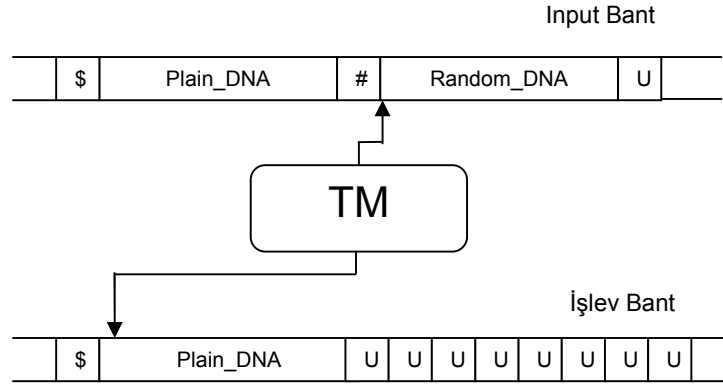 Input Bant
$ Plain_DNA # Random_DNA U
TM
İşlev Bant
$ Plain_DNA U U U U U U U U